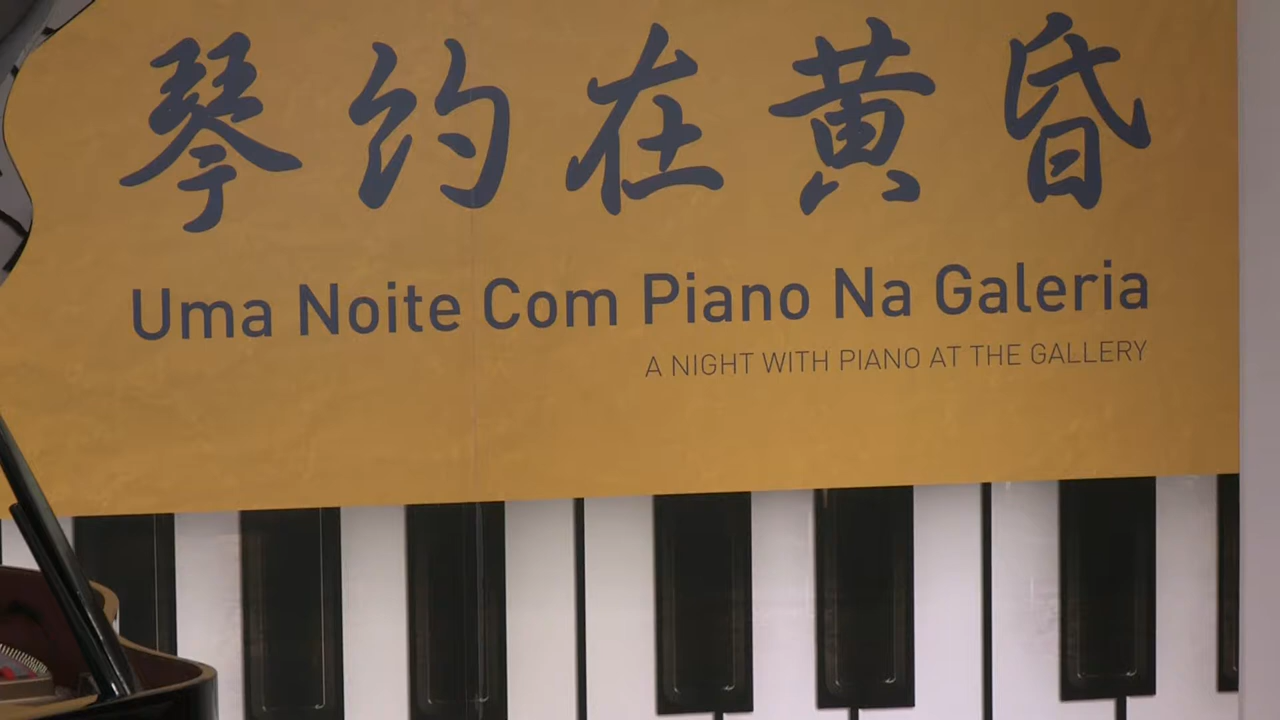 琴约在黄昏
Uma Noite Com Piano Na Galeria
A NIGHT WITH PIANO AT THE GALLERY